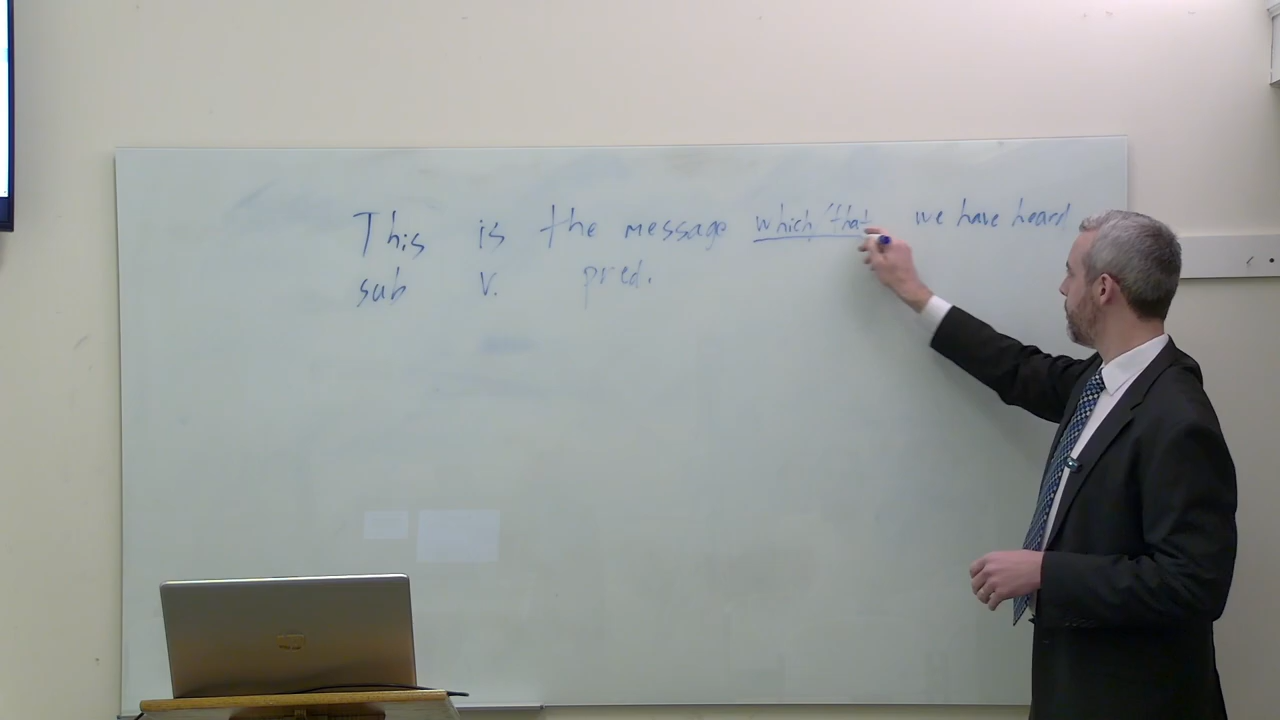 This is the message which/that we have heard
sub v. pred.